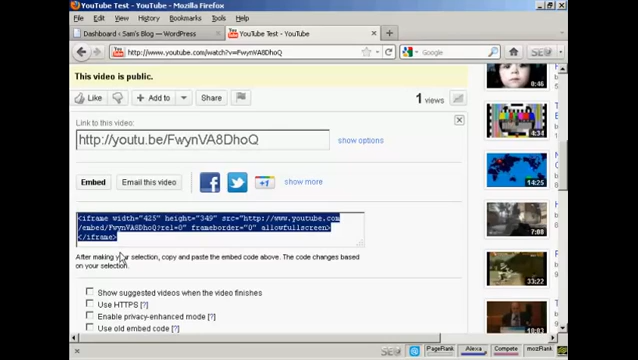 YouTube Test - YouTube - Mozilla Firefox
File Edit View History Bookmarks Tools Help
Dashboard ‹ Sam's Blog — WordPress
YouTube Test - YouTube
http://www.youtube.com/watch?v=FwynVA8DhoQ
Google
This video is public.
Like
Add to
Share
1 views
Link to this video:
http://youtu.be/FwynVA8DhoQ
show options
Embed
Email this video
show more
<iframe width="425" height="349" src="http://www.youtube.com
/embed/FwynVA8DhoQ?rel=0" frameborder="0" allowfullscreen>
</iframe>
After making your selection, copy and paste the embed code above. The code changes based
on your selection.
Show suggested videos when the video finishes
Use HTTPS [?]
Enable privacy-enhanced mode [?]
Use old embed code [?]
0:46
4:34
14:25
7:08
33:22
PageRank
Alexa
Compete
mozRank